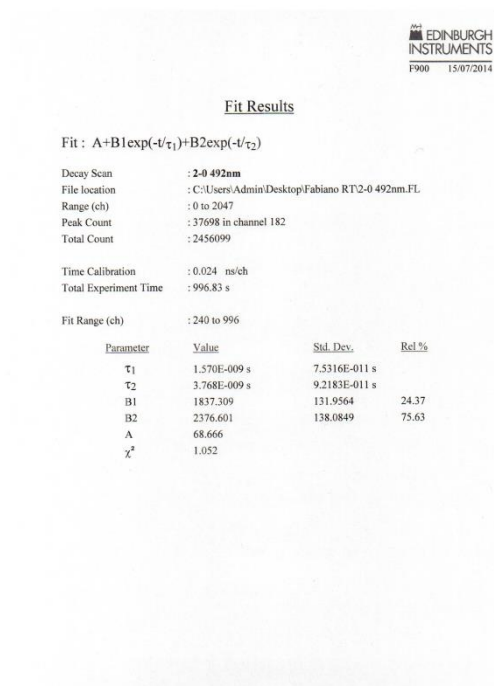 EDINBURGH
INSTRUMENTS
F900 15/07/2014
Fit Results
Fit : A+B1exp(-t/τ1)+B2exp(-t/τ2)
Decay Scan : 2-0 492nm
File location : C:\Users\Admin\Desktop\Fabiano RT\2-0 492nm.FL
Range (ch) : 0 to 2047
Peak Count : 37698 in channel 182
Total Count : 2456099
Time Calibration : 0.024 ns/ch
Total Experiment Time : 996.83 s
Fit Range (ch) : 240 to 996
Parameter Value Std. Dev. Rel %
τ1 1.570E-009 s 7.5316E-011 s
τ2 3.768E-009 s 9.2183E-011 s
B1 1837.309 131.9564 24.37
B2 2376.601 138.0849 75.63
A 68.666
χ² 1.052